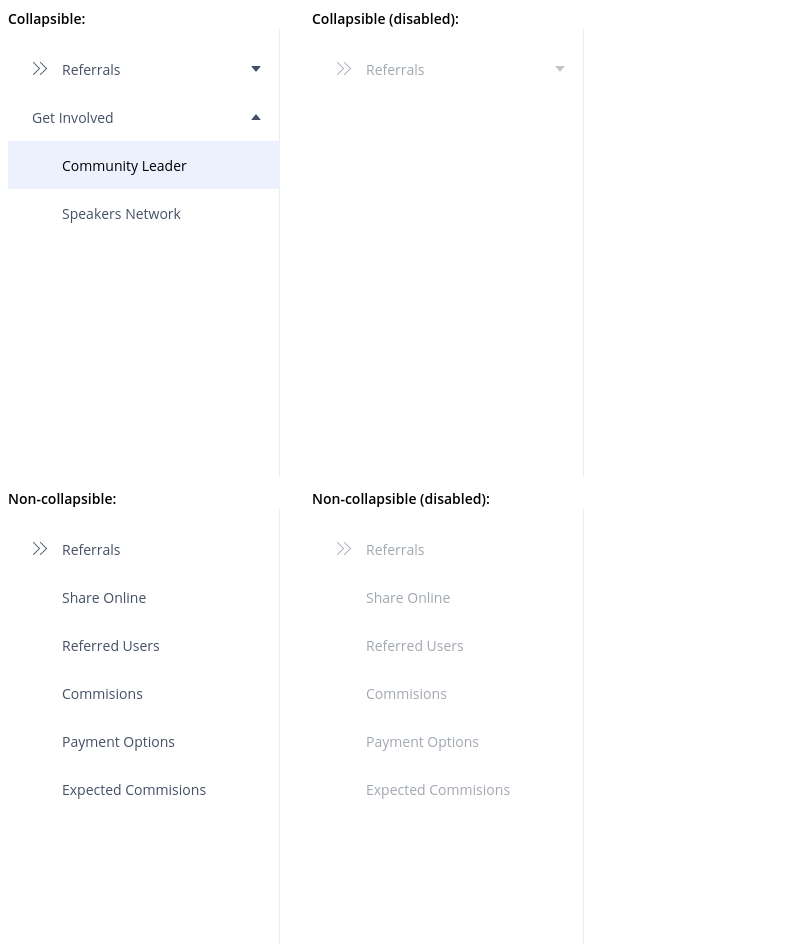 Collapsible:
Referrals
Get Involved
Community Leader
Speakers Network
Collapsible (disabled):
Referrals
Non-collapsible:
Referrals
Share Online
Referred Users
Commisions
Payment Options
Expected Commisions
Non-collapsible (disabled):
Referrals
Share Online
Referred Users
Commisions
Payment Options
Expected Commisions